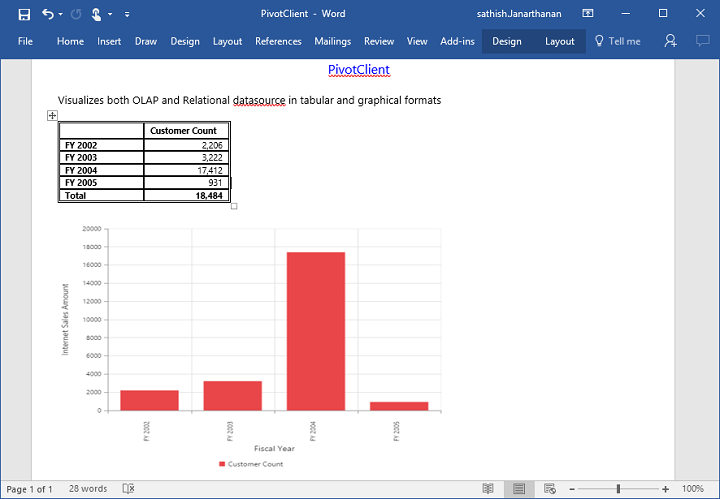 PivotClient - Word
sathish.Janarthanan
File Home Insert Draw Design Layout References Mailings Review View Add-ins Design Layout Tell me
PivotClient
Visualizes both OLAP and Relational datasource in tabular and graphical formats
Customer Count
FY 2002 2,206
FY 2003 3,222
FY 2004 17,412
FY 2005 931
Total 18,484
20000
18000
16000
14000
12000
10000
8000
6000
4000
2000
0
Internet Sales Amount
FY 2002 FY 2003 FY 2004 FY 2005
Fiscal Year
Customer Count
Page 1 of 1 28 words 100%